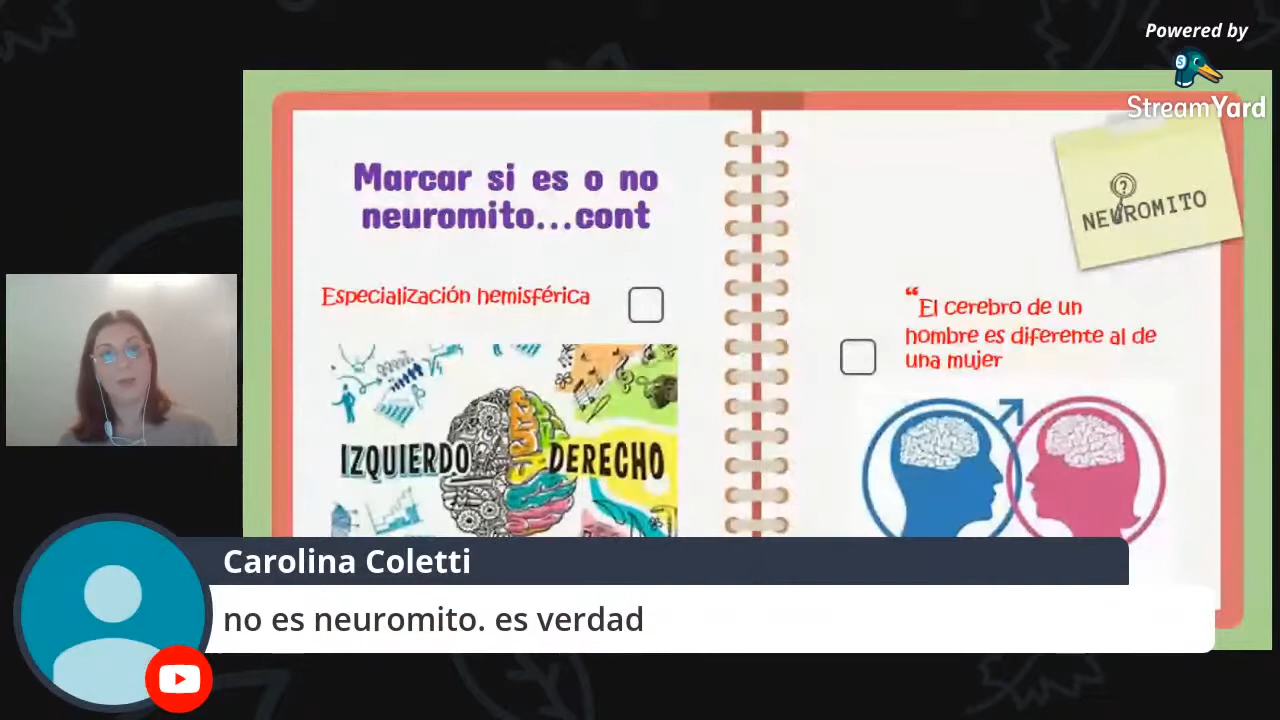 Powered by
StreamYard
Marcar si es o no
neuromito...cont
NEUROMITO
Especialización hemisférica
“El cerebro de un
hombre es diferente al de
una mujer
IZQUIERDO
DERECHO
Carolina Coletti
no es neuromito. es verdad